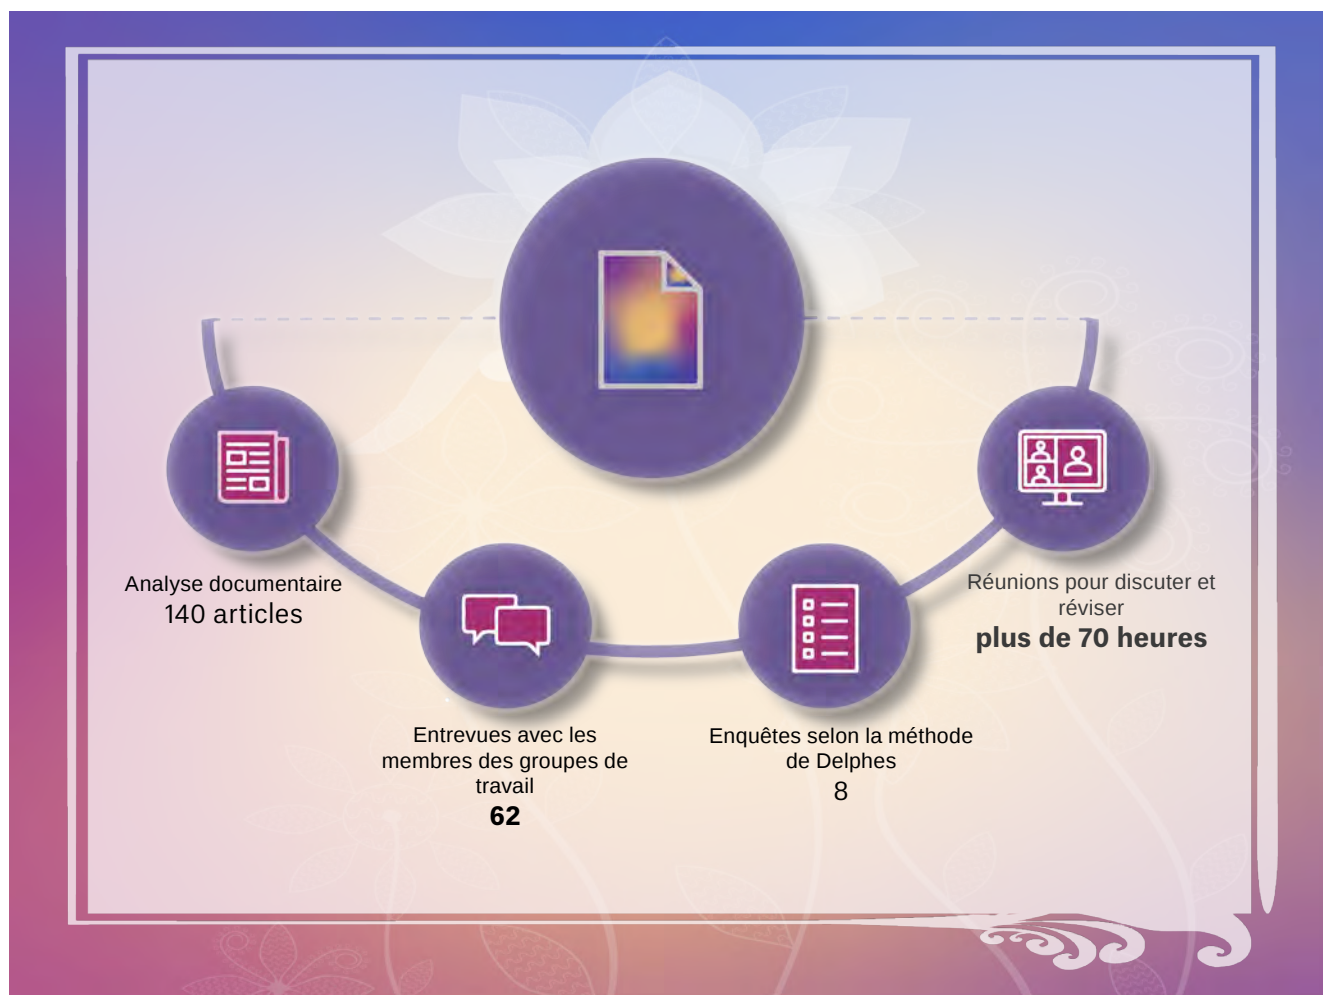 Analyse documentaire
140 articles
Entrevues avec les
membres des groupes de
travail
62
Enquêtes selon la méthode
de Delphes
8
Réunions pour discuter et
réviser
plus de 70 heures